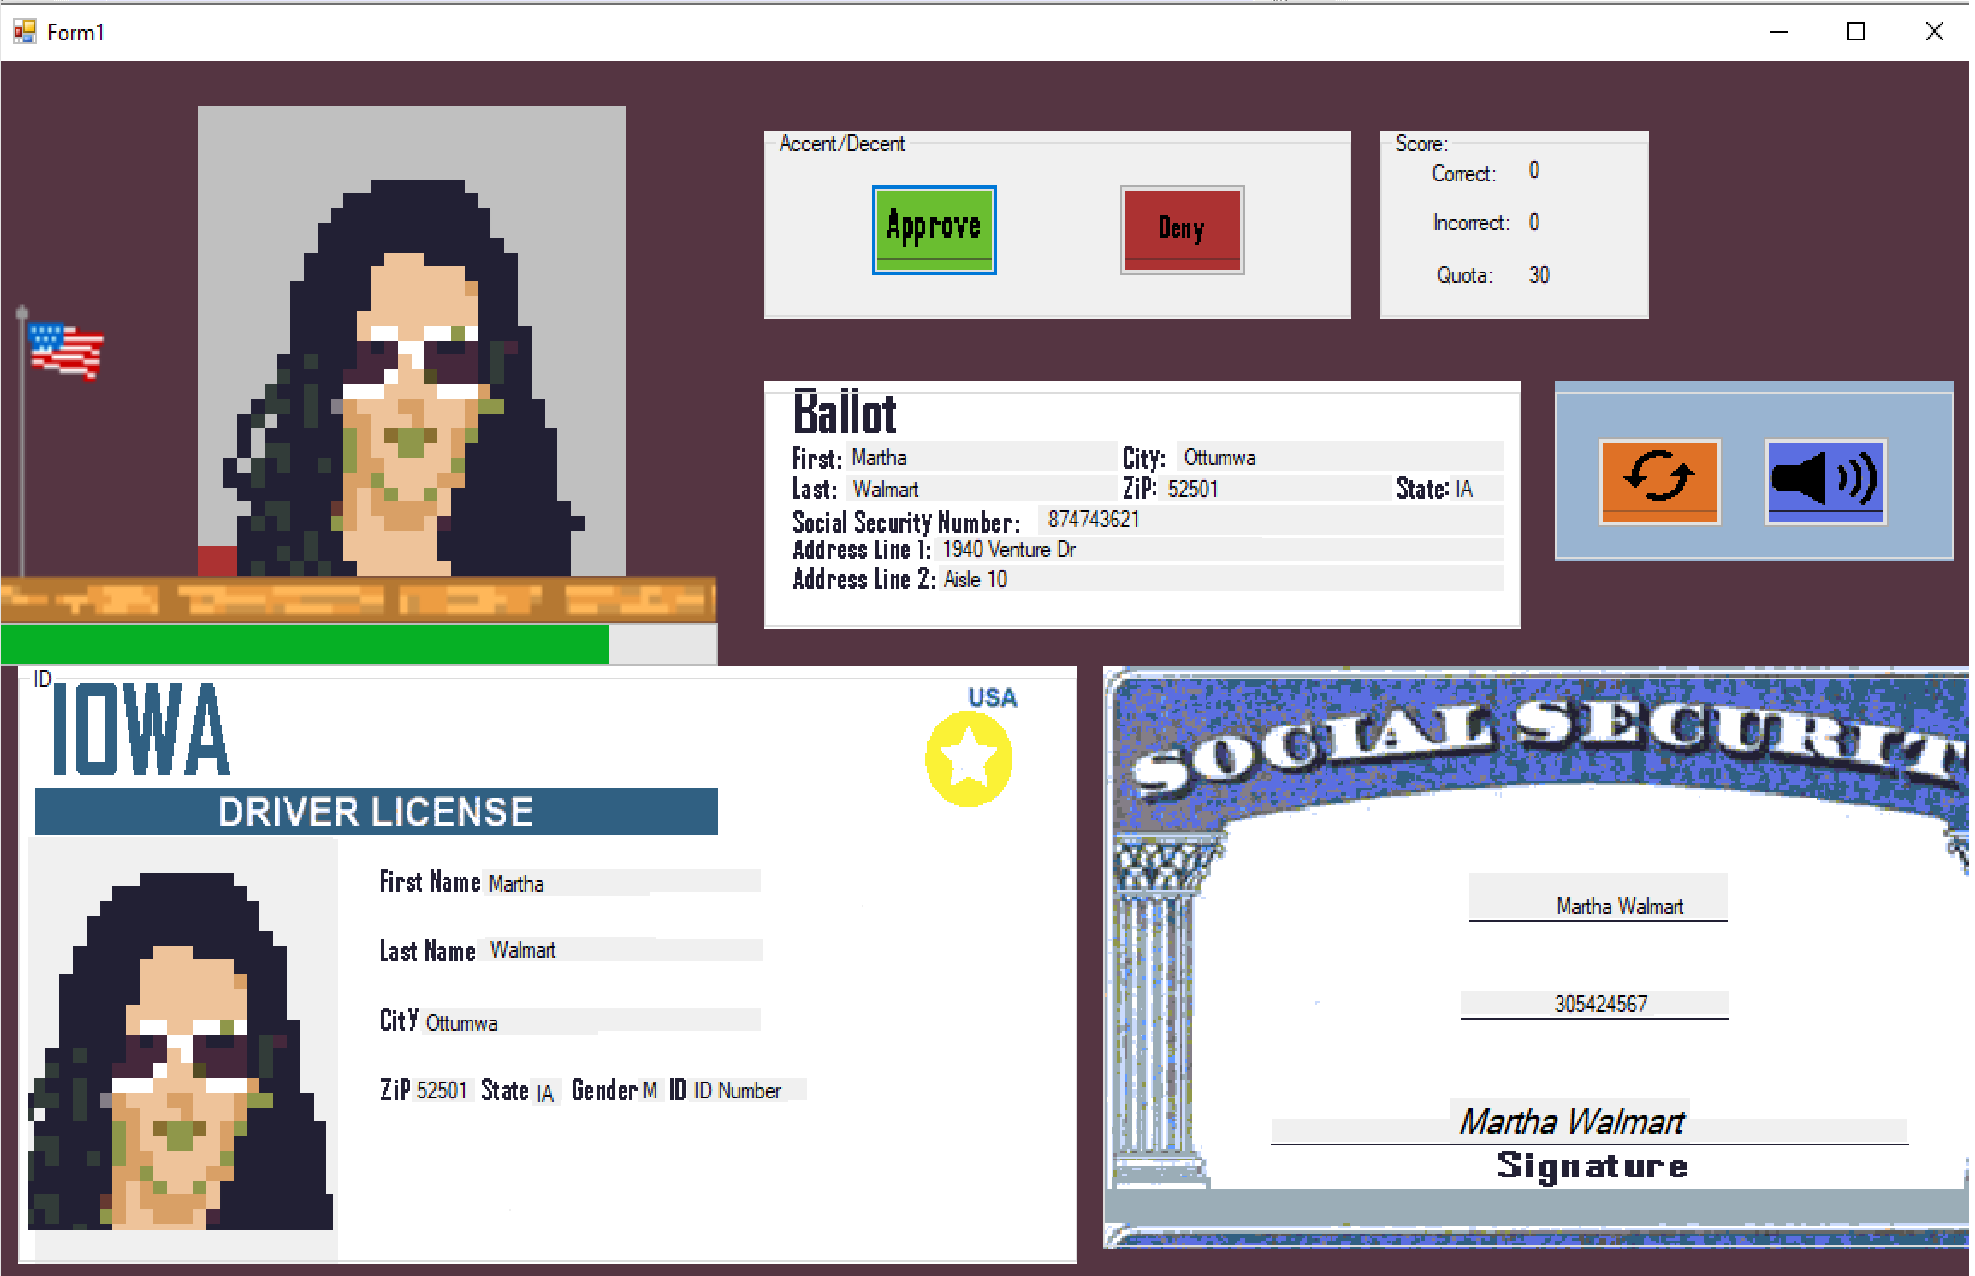 Form1
Accent/Decent
Approve
Deny
Score:
Correct: 0
Incorrect: 0
Quota: 30
Ballot
First: Martha City: Ottumwa
Last: Walmart ZiP: 52501 State: IA
Social Security Number: 874743621
Address Line 1: 1940 Venture Dr
Address Line 2: Aisle 10
ID
IOWA
USA
DRIVER LICENSE
First Name Martha
Last Name Walmart
City Ottumwa
ZiP 52501 State IA Gender M ID ID Number
SOCIAL SECURIT
Martha Walmart
305424567
Martha Walmart
Signature